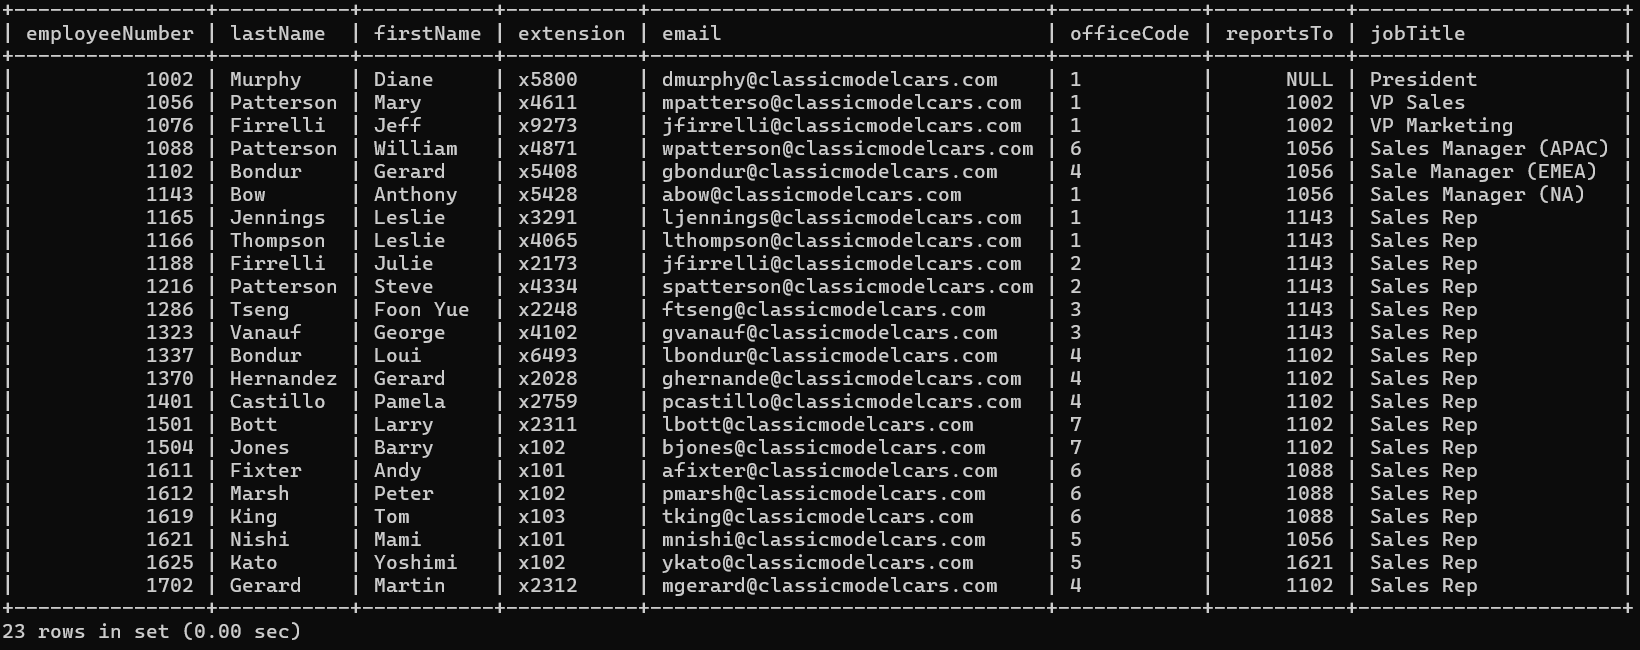 +----------------+-----------+-----------+-----------+---------------------------------+------------+-----------+----------------------+
| employeeNumber | lastName  | firstName | extension | email                           | officeCode | reportsTo | jobTitle             |
+----------------+-----------+-----------+-----------+---------------------------------+------------+-----------+----------------------+
|           1002 | Murphy    | Diane     | x5800     | dmurphy@classicmodelcars.com    | 1          |      NULL | President            |
|           1056 | Patterson | Mary      | x4611     | mpatterso@classicmodelcars.com  | 1          |      1002 | VP Sales             |
|           1076 | Firrelli  | Jeff      | x9273     | jfirrelli@classicmodelcars.com  | 1          |      1002 | VP Marketing         |
|           1088 | Patterson | William   | x4871     | wpatterson@classicmodelcars.com | 6          |      1056 | Sales Manager (APAC) |
|           1102 | Bondur    | Gerard    | x5408     | gbondur@classicmodelcars.com    | 4          |      1056 | Sale Manager (EMEA)  |
|           1143 | Bow       | Anthony   | x5428     | abow@classicmodelcars.com       | 1          |      1056 | Sales Manager (NA)   |
|           1165 | Jennings  | Leslie    | x3291     | ljennings@classicmodelcars.com  | 1          |      1143 | Sales Rep            |
|           1166 | Thompson  | Leslie    | x4065     | lthompson@classicmodelcars.com  | 1          |      1143 | Sales Rep            |
|           1188 | Firrelli  | Julie     | x2173     | jfirrelli@classicmodelcars.com  | 2          |      1143 | Sales Rep            |
|           1216 | Patterson | Steve     | x4334     | spatterson@classicmodelcars.com | 2          |      1143 | Sales Rep            |
|           1286 | Tseng     | Foon Yue  | x2248     | ftseng@classicmodelcars.com     | 3          |      1143 | Sales Rep            |
|           1323 | Vanauf    | George    | x4102     | gvanauf@classicmodelcars.com    | 3          |      1143 | Sales Rep            |
|           1337 | Bondur    | Loui      | x6493     | lbondur@classicmodelcars.com    | 4          |      1102 | Sales Rep            |
|           1370 | Hernandez | Gerard    | x2028     | ghernande@classicmodelcars.com  | 4          |      1102 | Sales Rep            |
|           1401 | Castillo  | Pamela    | x2759     | pcastillo@classicmodelcars.com  | 4          |      1102 | Sales Rep            |
|           1501 | Bott      | Larry     | x2311     | lbott@classicmodelcars.com      | 7          |      1102 | Sales Rep            |
|           1504 | Jones     | Barry     | x102      | bjones@classicmodelcars.com     | 7          |      1102 | Sales Rep            |
|           1611 | Fixter    | Andy      | x101      | afixter@classicmodelcars.com    | 6          |      1088 | Sales Rep            |
|           1612 | Marsh     | Peter     | x102      | pmarsh@classicmodelcars.com     | 6          |      1088 | Sales Rep            |
|           1619 | King      | Tom       | x103      | tking@classicmodelcars.com      | 6          |      1088 | Sales Rep            |
|           1621 | Nishi     | Mami      | x101      | mnishi@classicmodelcars.com     | 5          |      1056 | Sales Rep            |
|           1625 | Kato      | Yoshimi   | x102      | ykato@classicmodelcars.com      | 5          |      1621 | Sales Rep            |
|           1702 | Gerard    | Martin    | x2312     | mgerard@classicmodelcars.com    | 4          |      1102 | Sales Rep            |
+----------------+-----------+-----------+-----------+---------------------------------+------------+-----------+----------------------+
23 rows in set (0.00 sec)